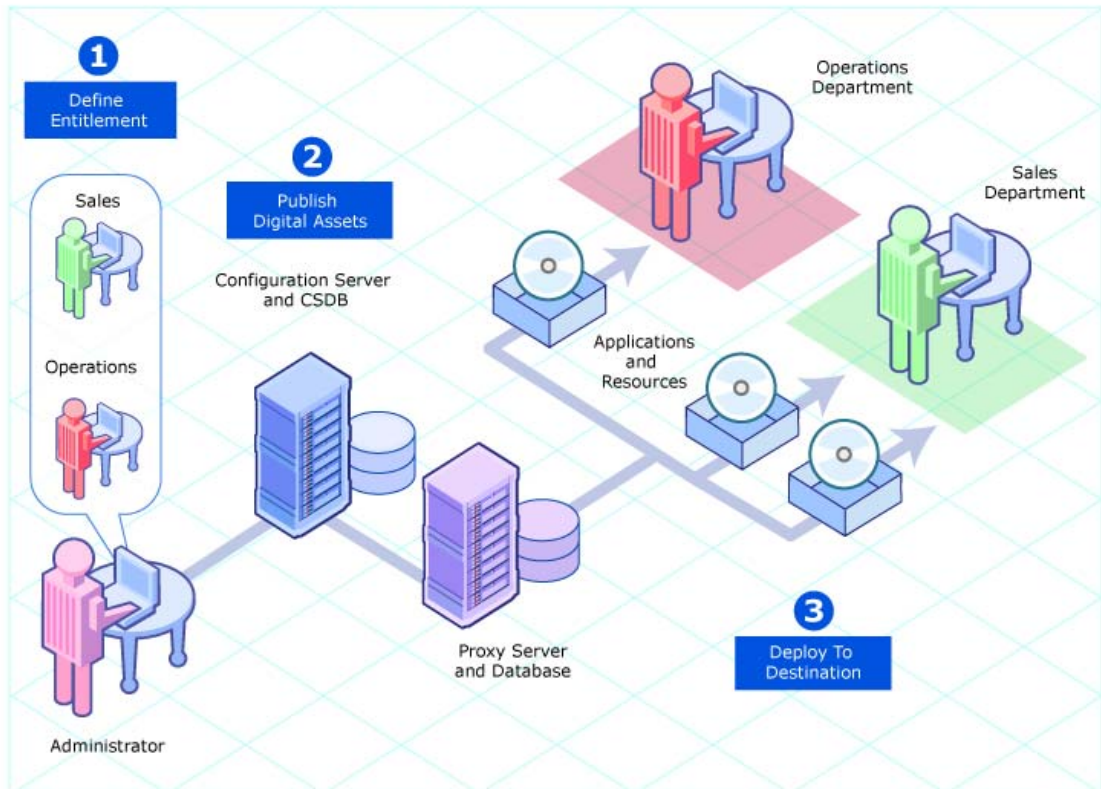 1
Define
Entitlement
Sales
Operations
Administrator
2
Publish
Digital Assets
Configuration Server
and CSDB
Proxy Server
and Database
Applications
and
Resources
Operations
Department
Sales
Department
3
Deploy To
Destination